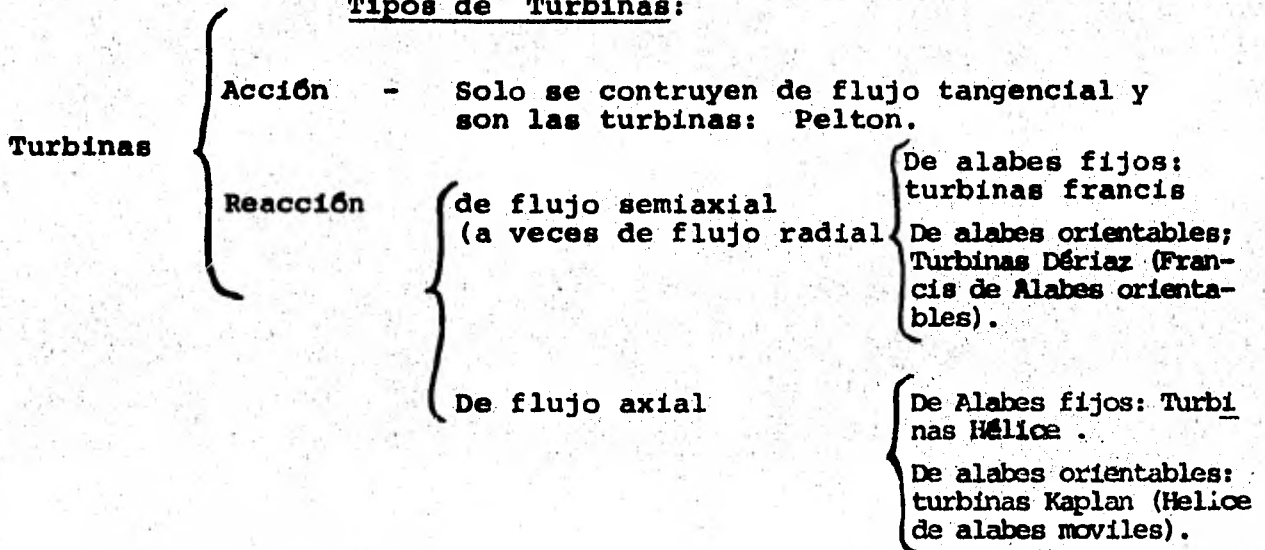 Tipos de Turbinas:
Turbinas
Acción - Solo se contruyen de flujo tangencial y
son las turbinas: Pelton.
Reacción
de flujo semiaxial
(a veces de flujo radial
De alabes fijos:
turbinas francis
De alabes orientables;
Turbinas Dériaz (Fran-
cis de Alabes orienta-
bles).
De flujo axial
De Alabes fijos: Turbi
nas Hélice .
De alabes orientables:
turbinas Kaplan (Helice
de alabes moviles).